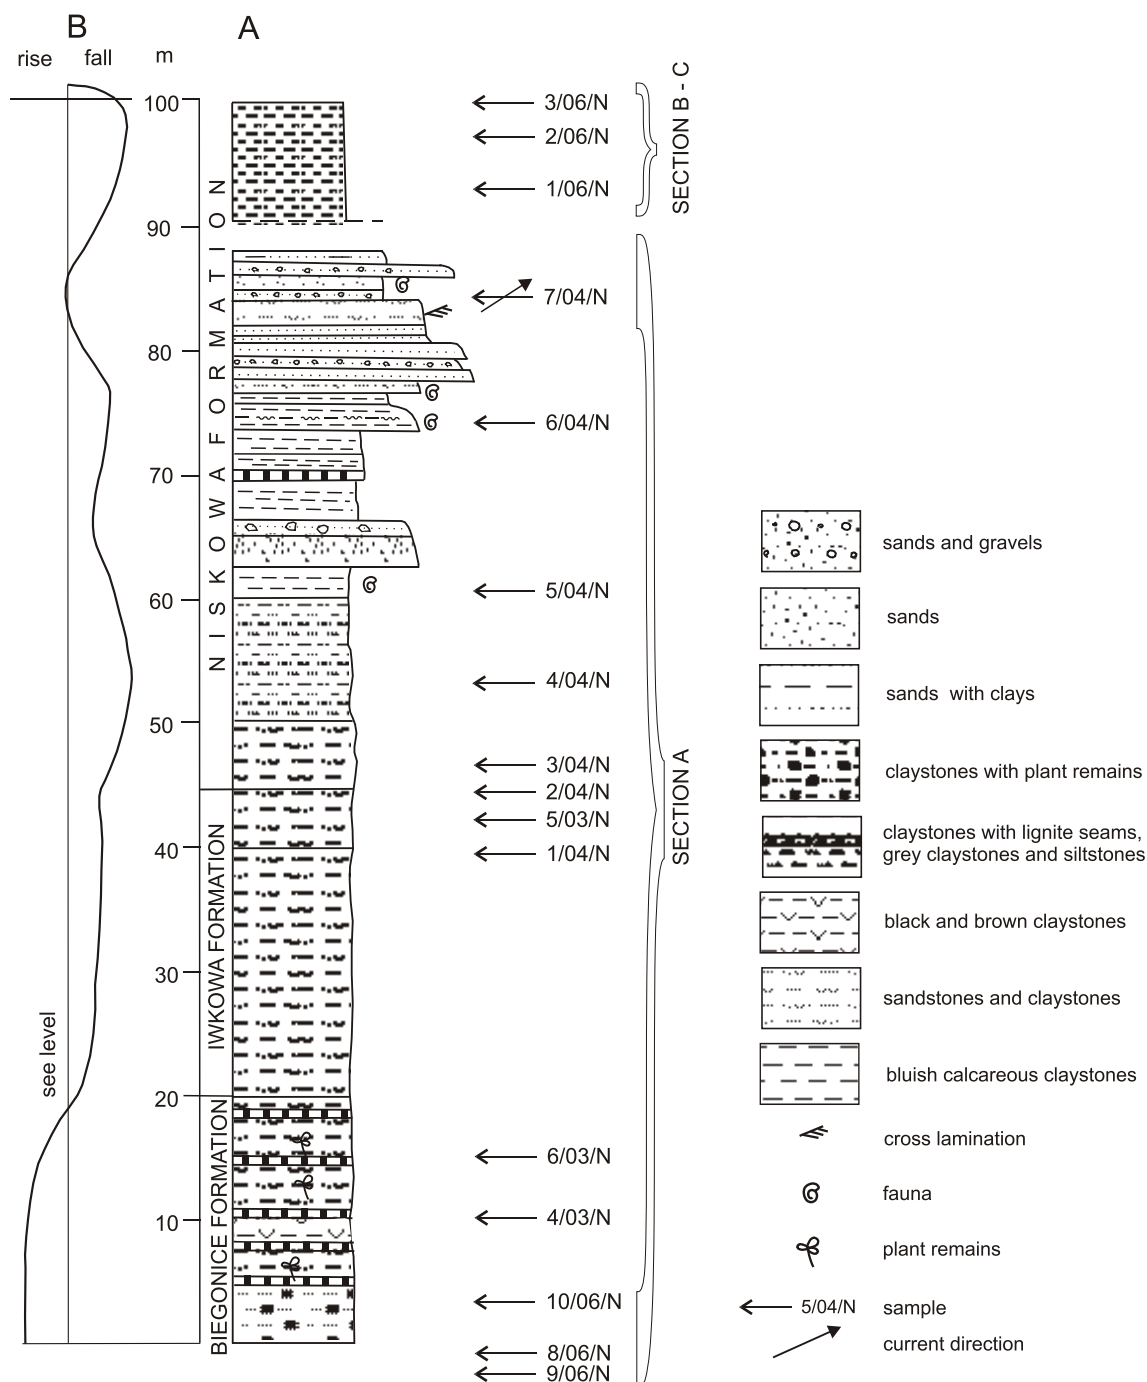 B
A
rise
fall
m
100
90
80
70
60
50
40
30
20
10
see level
NISKOWA FORMATION
IWKOWA FORMATION
BIEGONICE FORMATION
3/06/N
2/06/N
1/06/N
7/04/N
6/04/N
5/04/N
4/04/N
3/04/N
2/04/N
5/03/N
1/04/N
6/03/N
4/03/N
10/06/N
8/06/N
9/06/N
SECTION B - C
SECTION A
sands and gravels
sands
sands with clays
claystones with plant remains
claystones with lignite seams,
grey claystones and siltstones
black and brown claystones
sandstones and claystones
bluish calcareous claystones
cross lamination
fauna
plant remains
5/04/N
sample
current direction